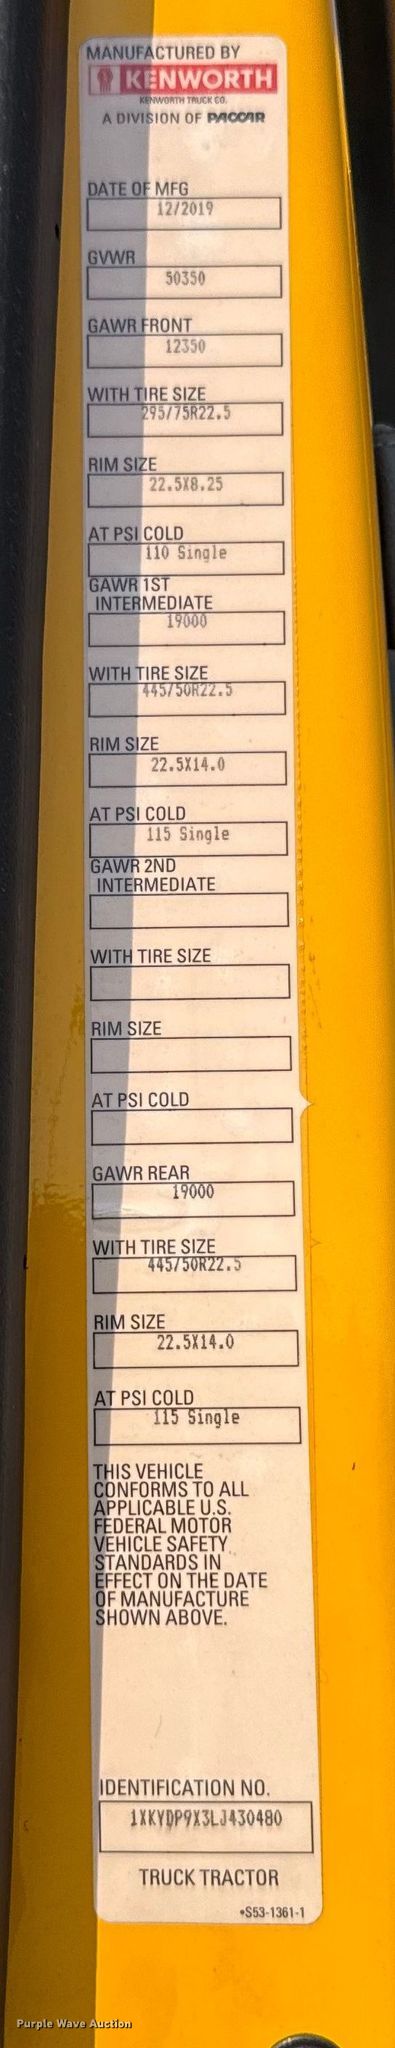 MANUFACTURED BY
KENWORTH
KENWORTH TRUCK CO.
A DIVISION OF PACCAR
DATE OF MFG
12/2019
GVWR
50350
GAWR FRONT
12350
WITH TIRE SIZE
295/75R22.5
RIM SIZE
22.5X8.25
AT PSI COLD
110 Single
GAWR 1ST
INTERMEDIATE
19000
WITH TIRE SIZE
445/50R22.5
RIM SIZE
22.5X14.0
AT PSI COLD
115 Single
GAWR 2ND
INTERMEDIATE
WITH TIRE SIZE
RIM SIZE
AT PSI COLD
GAWR REAR
19000
WITH TIRE SIZE
445/50R22.5
RIM SIZE
22.5X14.0
AT PSI COLD
115 Single
THIS VEHICLE
CONFORMS TO ALL
APPLICABLE U.S.
FEDERAL MOTOR
VEHICLE SAFETY
STANDARDS IN
EFFECT ON THE DATE
OF MANUFACTURE
SHOWN ABOVE.
IDENTIFICATION NO.
1XKYDP9X3LJ430480
TRUCK TRACTOR
•S53-1361-1
Purple Wave Auction